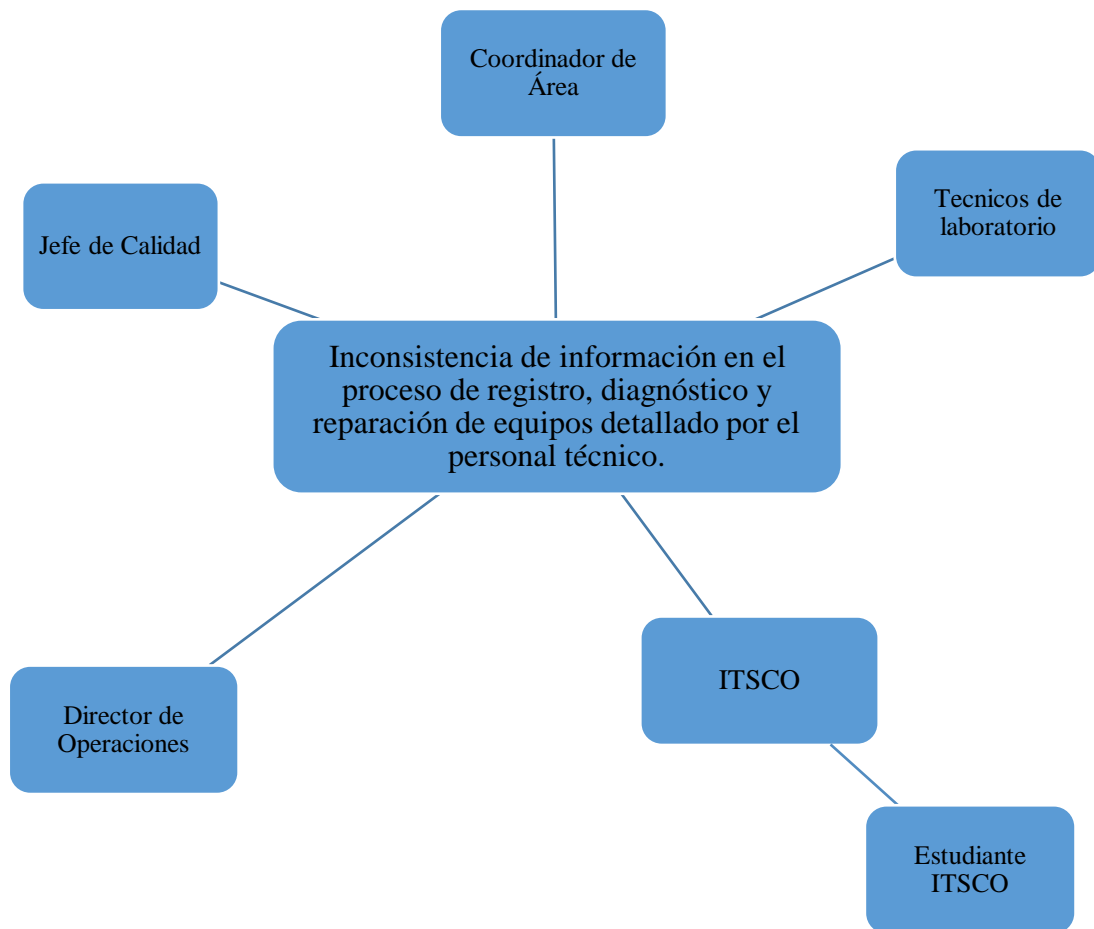 Coordinador de
Área
Tecnicos de
laboratorio
Jefe de Calidad
Inconsistencia de información en el
proceso de registro, diagnóstico y
reparación de equipos detallado por el
personal técnico.
ITSCO
Director de
Operaciones
Estudiante
ITSCO